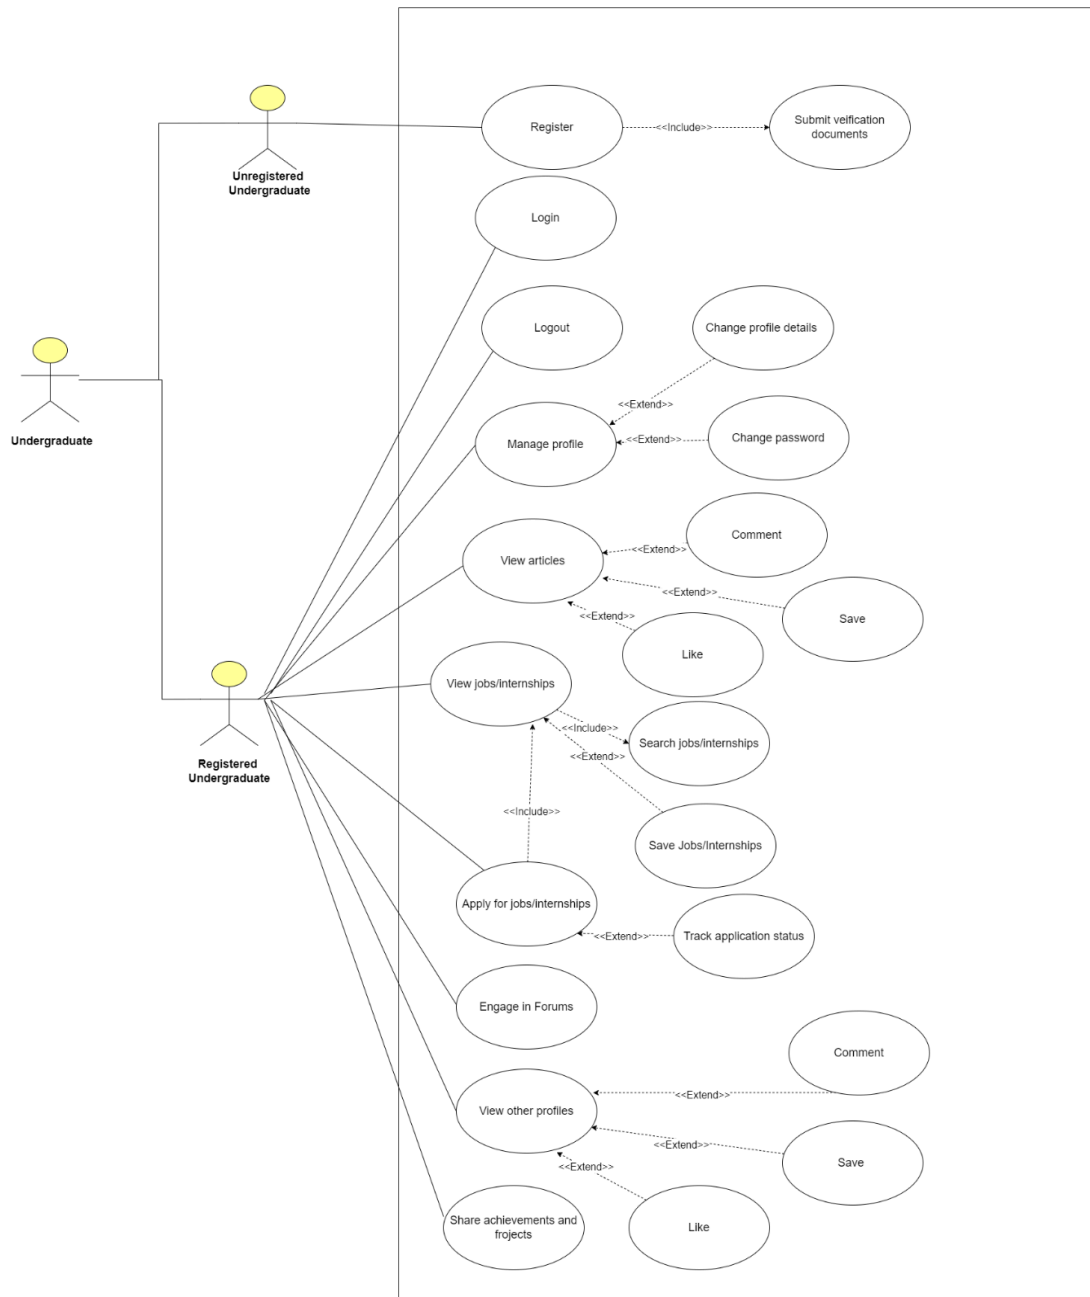 Register
<<Include>>
Submit veification
documents
Unregistered
Undergraduate
Login
Logout
Change profile details
<<Extend>>
Undergraduate
Manage profile
<<Extend>>
Change password
Comment
<<Extend>>
View articles
<<Extend>>
Save
<<Extend>>
Like
View jobs/internships
<<Include>>
Search jobs/internships
<<Extend>>
Registered
Undergraduate
<<Include>>
Save Jobs/Internships
Apply for jobs/internships
<<Extend>>
Track application status
Engage in Forums
Comment
<<Extend>>
View other profiles
<<Extend>>
Save
<<Extend>>
Share achievements and
frojects
Like